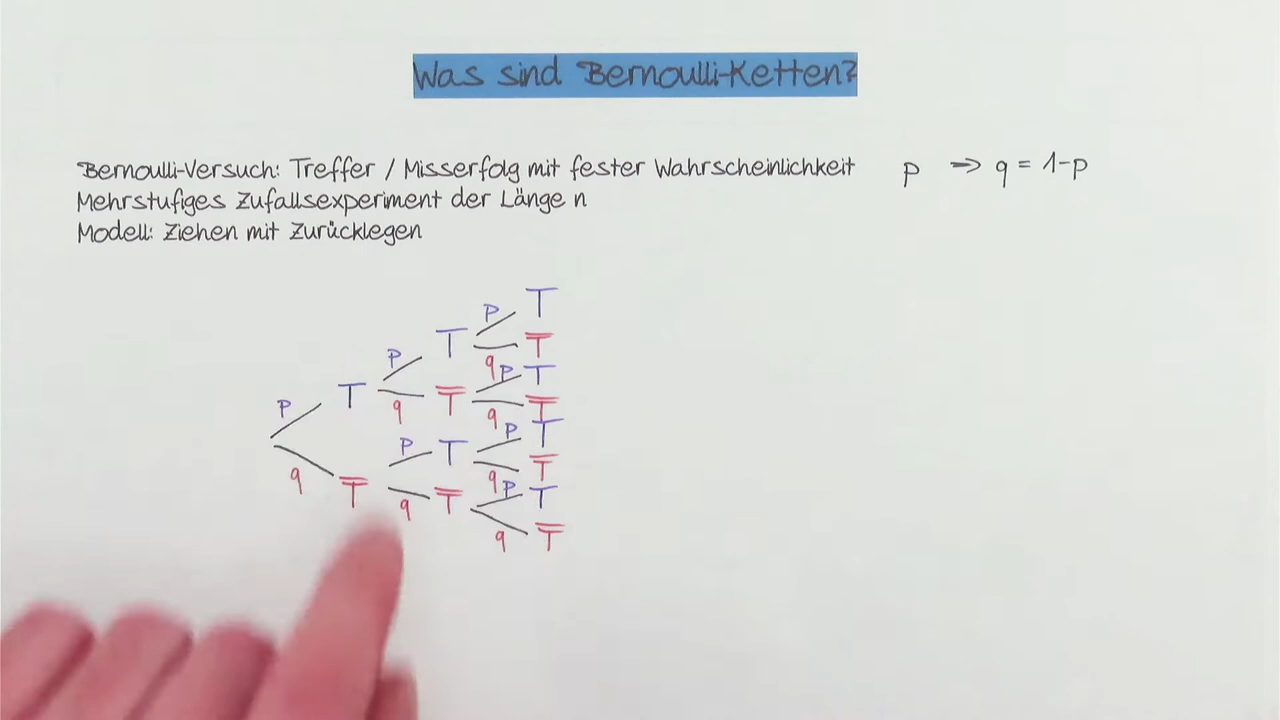 Was sind Bernoulli-Ketten?
Bernoulli-Versuch: Treffer / Misserfolg mit fester Wahrscheinlichkeit p ⇒ q = 1-p
Mehrstufiges Zufallsexperiment der Länge n
Modell: Ziehen mit Zurücklegen
p T
p T
q T̅
p T
q T̅
p T
q T̅
q T̅
p T
p T
q T̅
q T̅
p T
q T̅